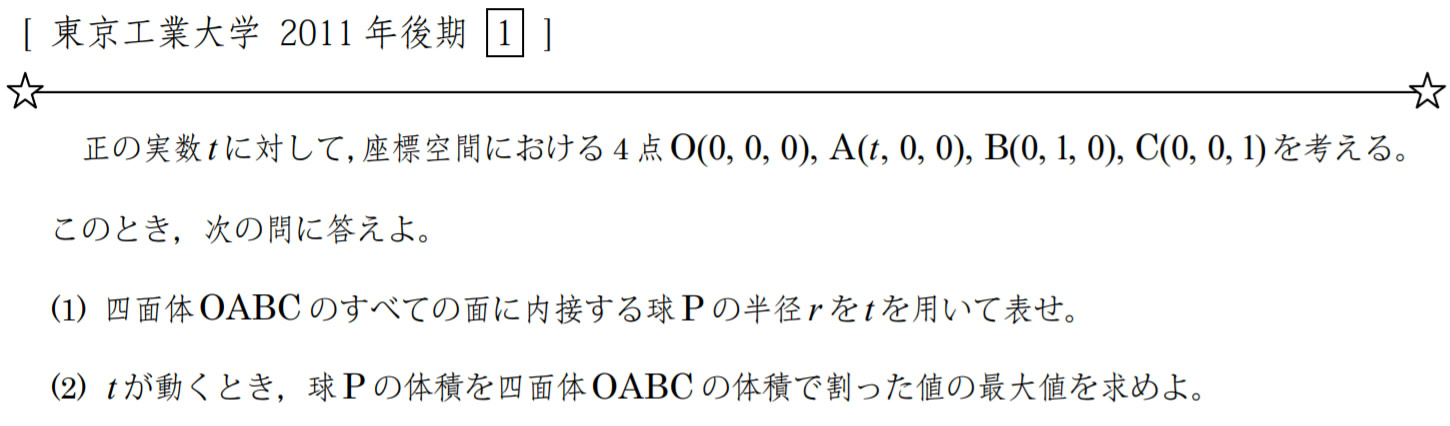 [ 東京工業大学 2011 年後期 1 ]
正の実数 t に対して, 座標空間における 4 点 O(0, 0, 0), A(t, 0, 0), B(0, 1, 0), C(0, 0, 1) を考える。
このとき, 次の問に答えよ。
(1) 四面体 OABC のすべての面に内接する球 P の半径 r を t を用いて表せ。
(2) t が動くとき, 球 P の体積を四面体 OABC の体積で割った値の最大値を求めよ。